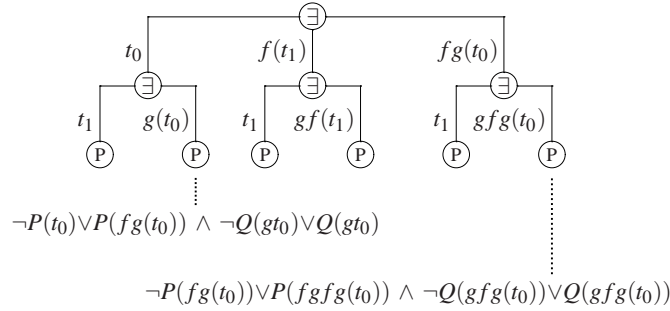 ∃
t₀ f(t₁) fg(t₀)
∃ ∃ ∃
t₁ g(t₀) t₁ gf(t₁) t₁ gfg(t₀)
P P P P P P
¬P(t₀)∨P(fg(t₀)) ∧ ¬Q(gt₀)∨Q(gt₀)
¬P(fg(t₀))∨P(fgfg(t₀)) ∧ ¬Q(gfg(t₀))∨Q(gfg(t₀))